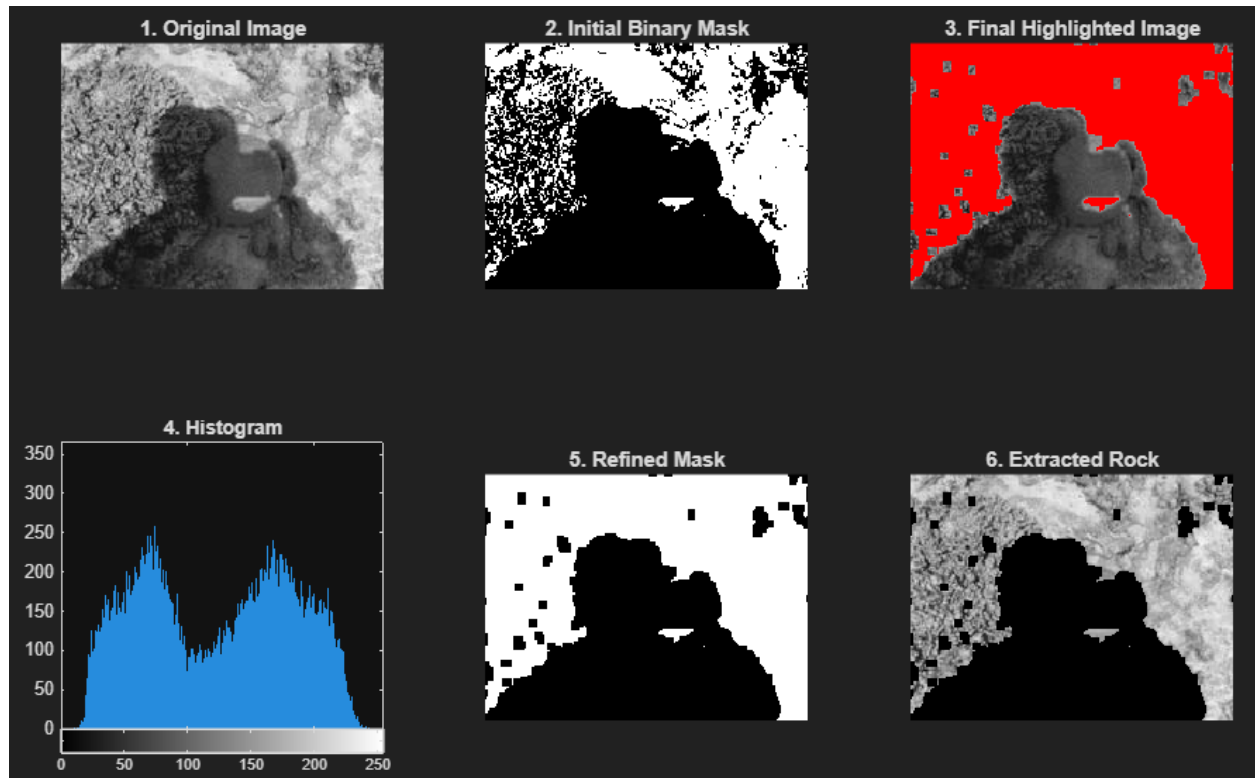 1. Original Image
2. Initial Binary Mask
3. Final Highlighted Image
4. Histogram
350
300
250
200
150
100
50
0
0 50 100 150 200 250
5. Refined Mask
6. Extracted Rock